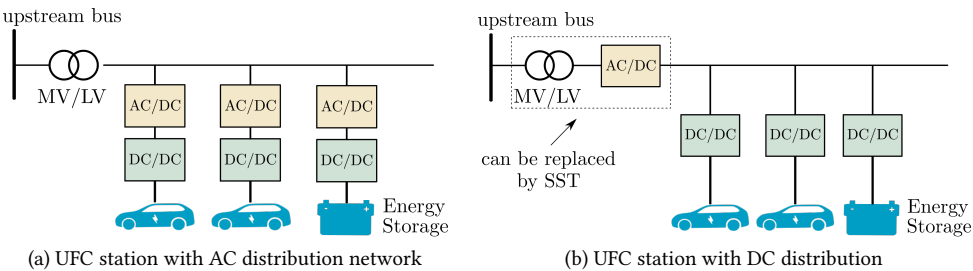 upstream bus
MV/LV
AC/DC
AC/DC
AC/DC
DC/DC
DC/DC
DC/DC
Energy
Storage
(a) UFC station with AC distribution network
upstream bus
MV/LV
AC/DC
can be replaced
by SST
DC/DC
DC/DC
DC/DC
Energy
Storage
(b) UFC station with DC distribution